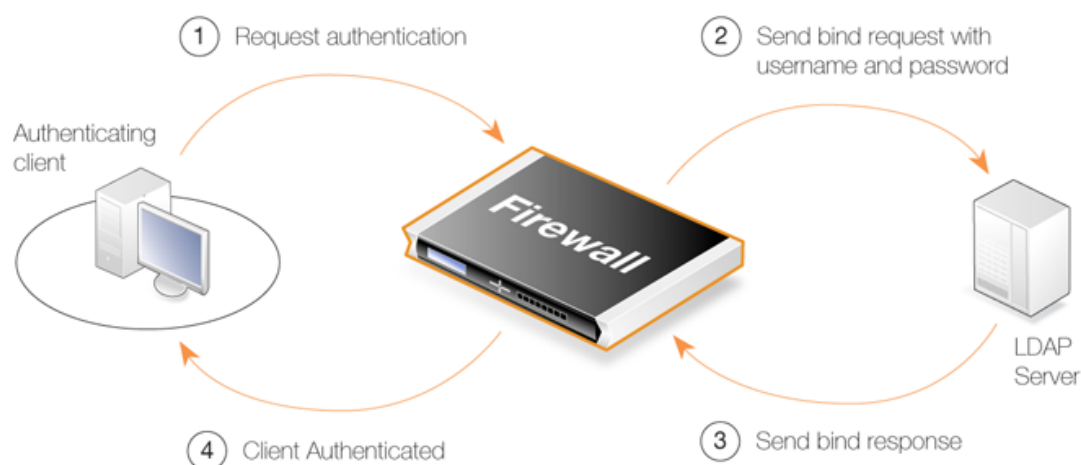 1 Request authentication
2 Send bind request with
username and password
Authenticating
client
Firewall
LDAP
Server
4 Client Authenticated
3 Send bind response